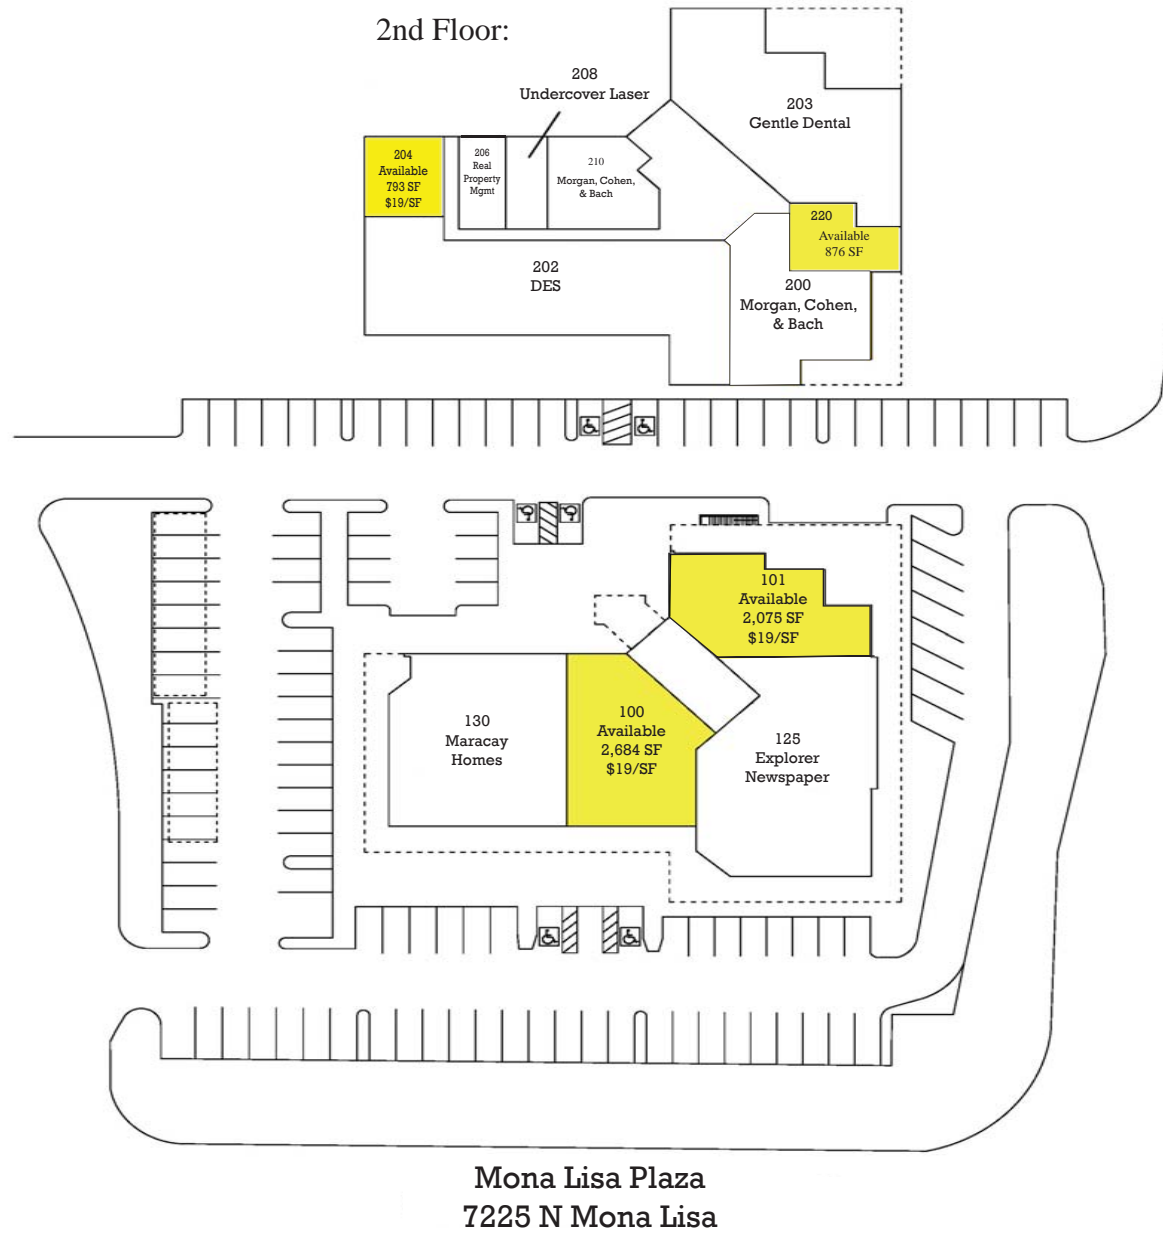 2nd Floor:
208
Undercover Laser
203
Gentle Dental
204
Available
793 SF
$19/SF
206
Real
Property
Mgmt
210
Morgan, Cohen,
& Bach
220
Available
876 SF
202
DES
200
Morgan, Cohen,
& Bach
101
Available
2,075 SF
$19/SF
130
Maracay
Homes
100
Available
2,684 SF
$19/SF
125
Explorer
Newspaper
Mona Lisa Plaza
7225 N Mona Lisa